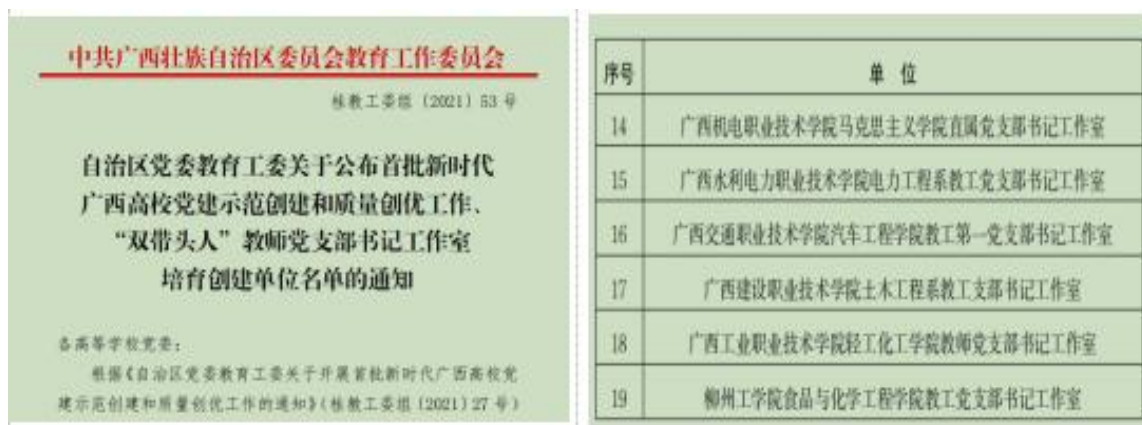 中共广西壮族自治区委员会教育工作委员会
桂教工委组〔2021〕53 号
自治区党委教育工委关于公布首批新时代
广西高校党建示范创建和质量创优工作、
“双带头人”教师党支部书记工作室
培育创建单位名单的通知
各高等学校党委：
根据《自治区党委教育工委关于开展首批新时代广西高校党
建示范创建和质量创优工作的通知》（桂教工委组〔2021〕27 号）
序号 单 位
14 广西机电职业技术学院马克思主义学院直属党支部书记工作室
15 广西水利电力职业技术学院电力工程系教工党支部书记工作室
16 广西交通职业技术学院汽车工程学院教工第一党支部书记工作室
17 广西建设职业技术学院土木工程系教工支部书记工作室
18 广西工业职业技术学院轻工化工学院教师党支部书记工作室
19 柳州工学院食品与化学工程学院教工党支部书记工作室